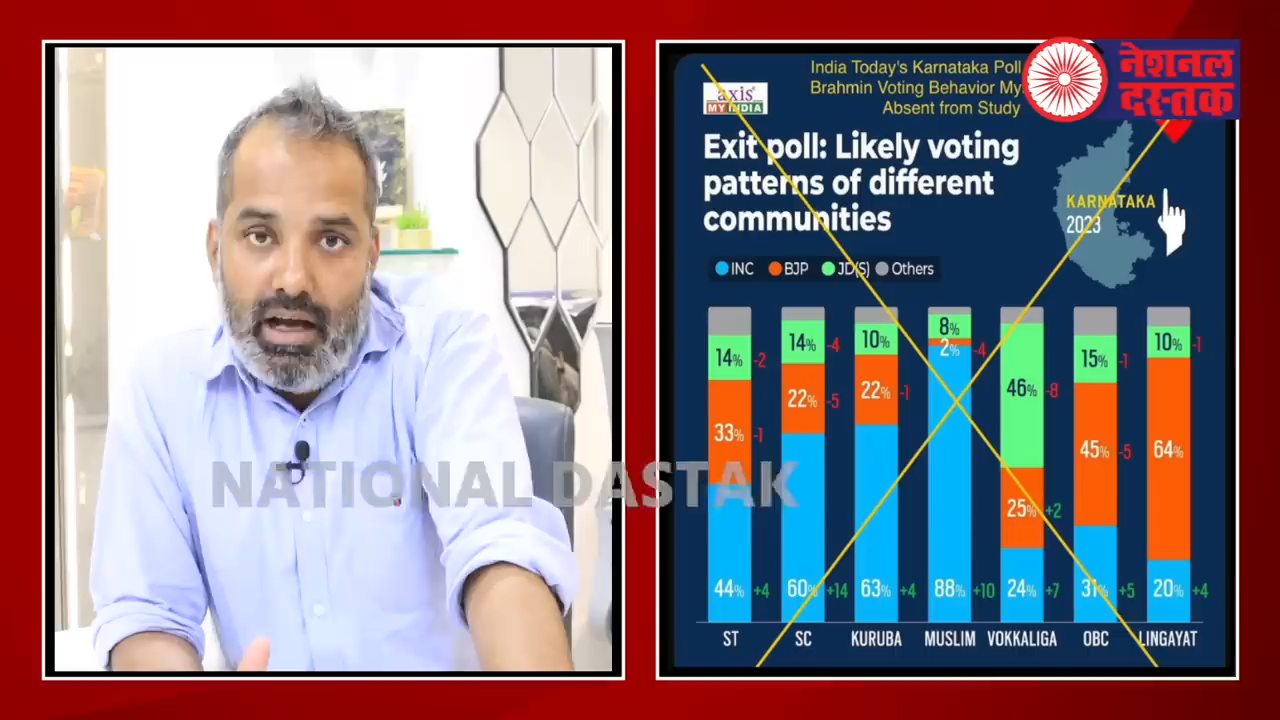 नेशनल
दस्तक
India Today's Karnataka Poll
Brahmin Voting Behavior My
Absent from Study
axis
MY INDIA
Exit poll: Likely voting
patterns of different
communities
KARNATAKA
2023
INC BJP JD(S) Others
14% -2 14% -4 10% 8% 2% -4 46% -8 15% -1 10% -1
33% -1 22% -5 22% -1 25% +2 45% -5 64%
44% +4 60% +14 63% +4 88% +10 24% +7 31% +5 20% +4
ST SC KURUBA MUSLIM VOKKALIGA OBC LINGAYAT
NATIONAL DASTAK